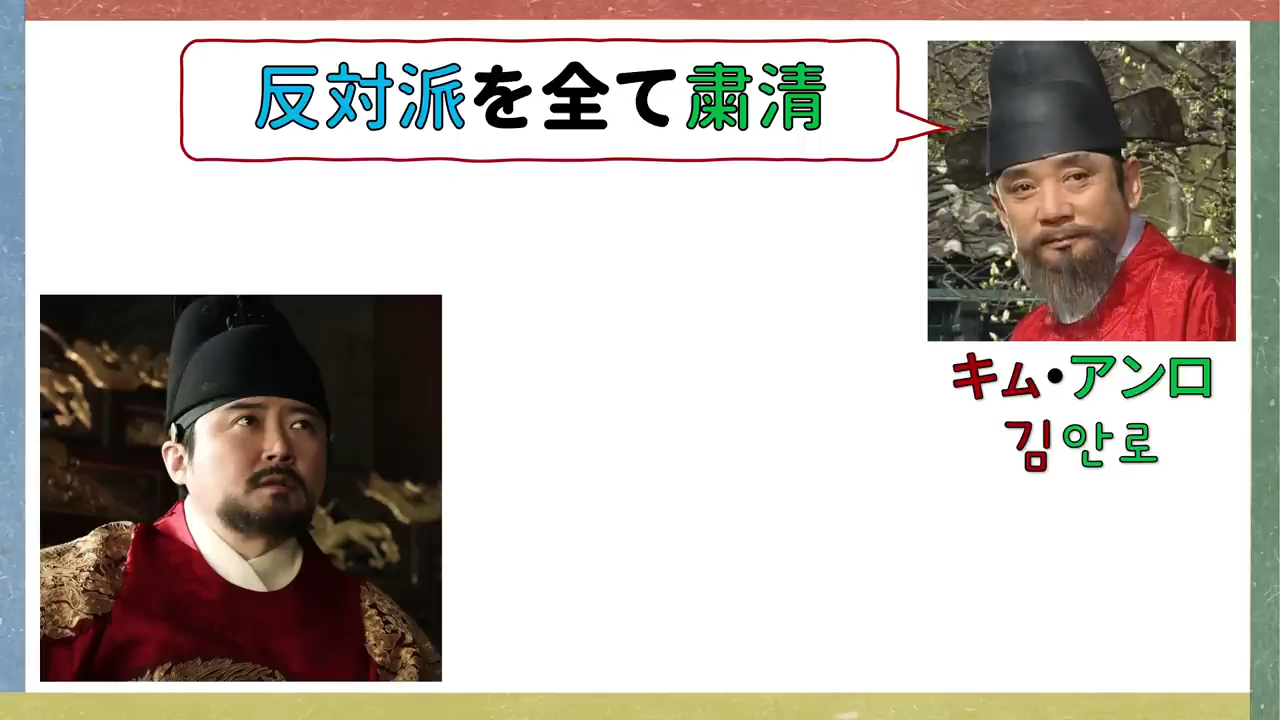 反対派を全て粛清
キム・アンロ
김안로